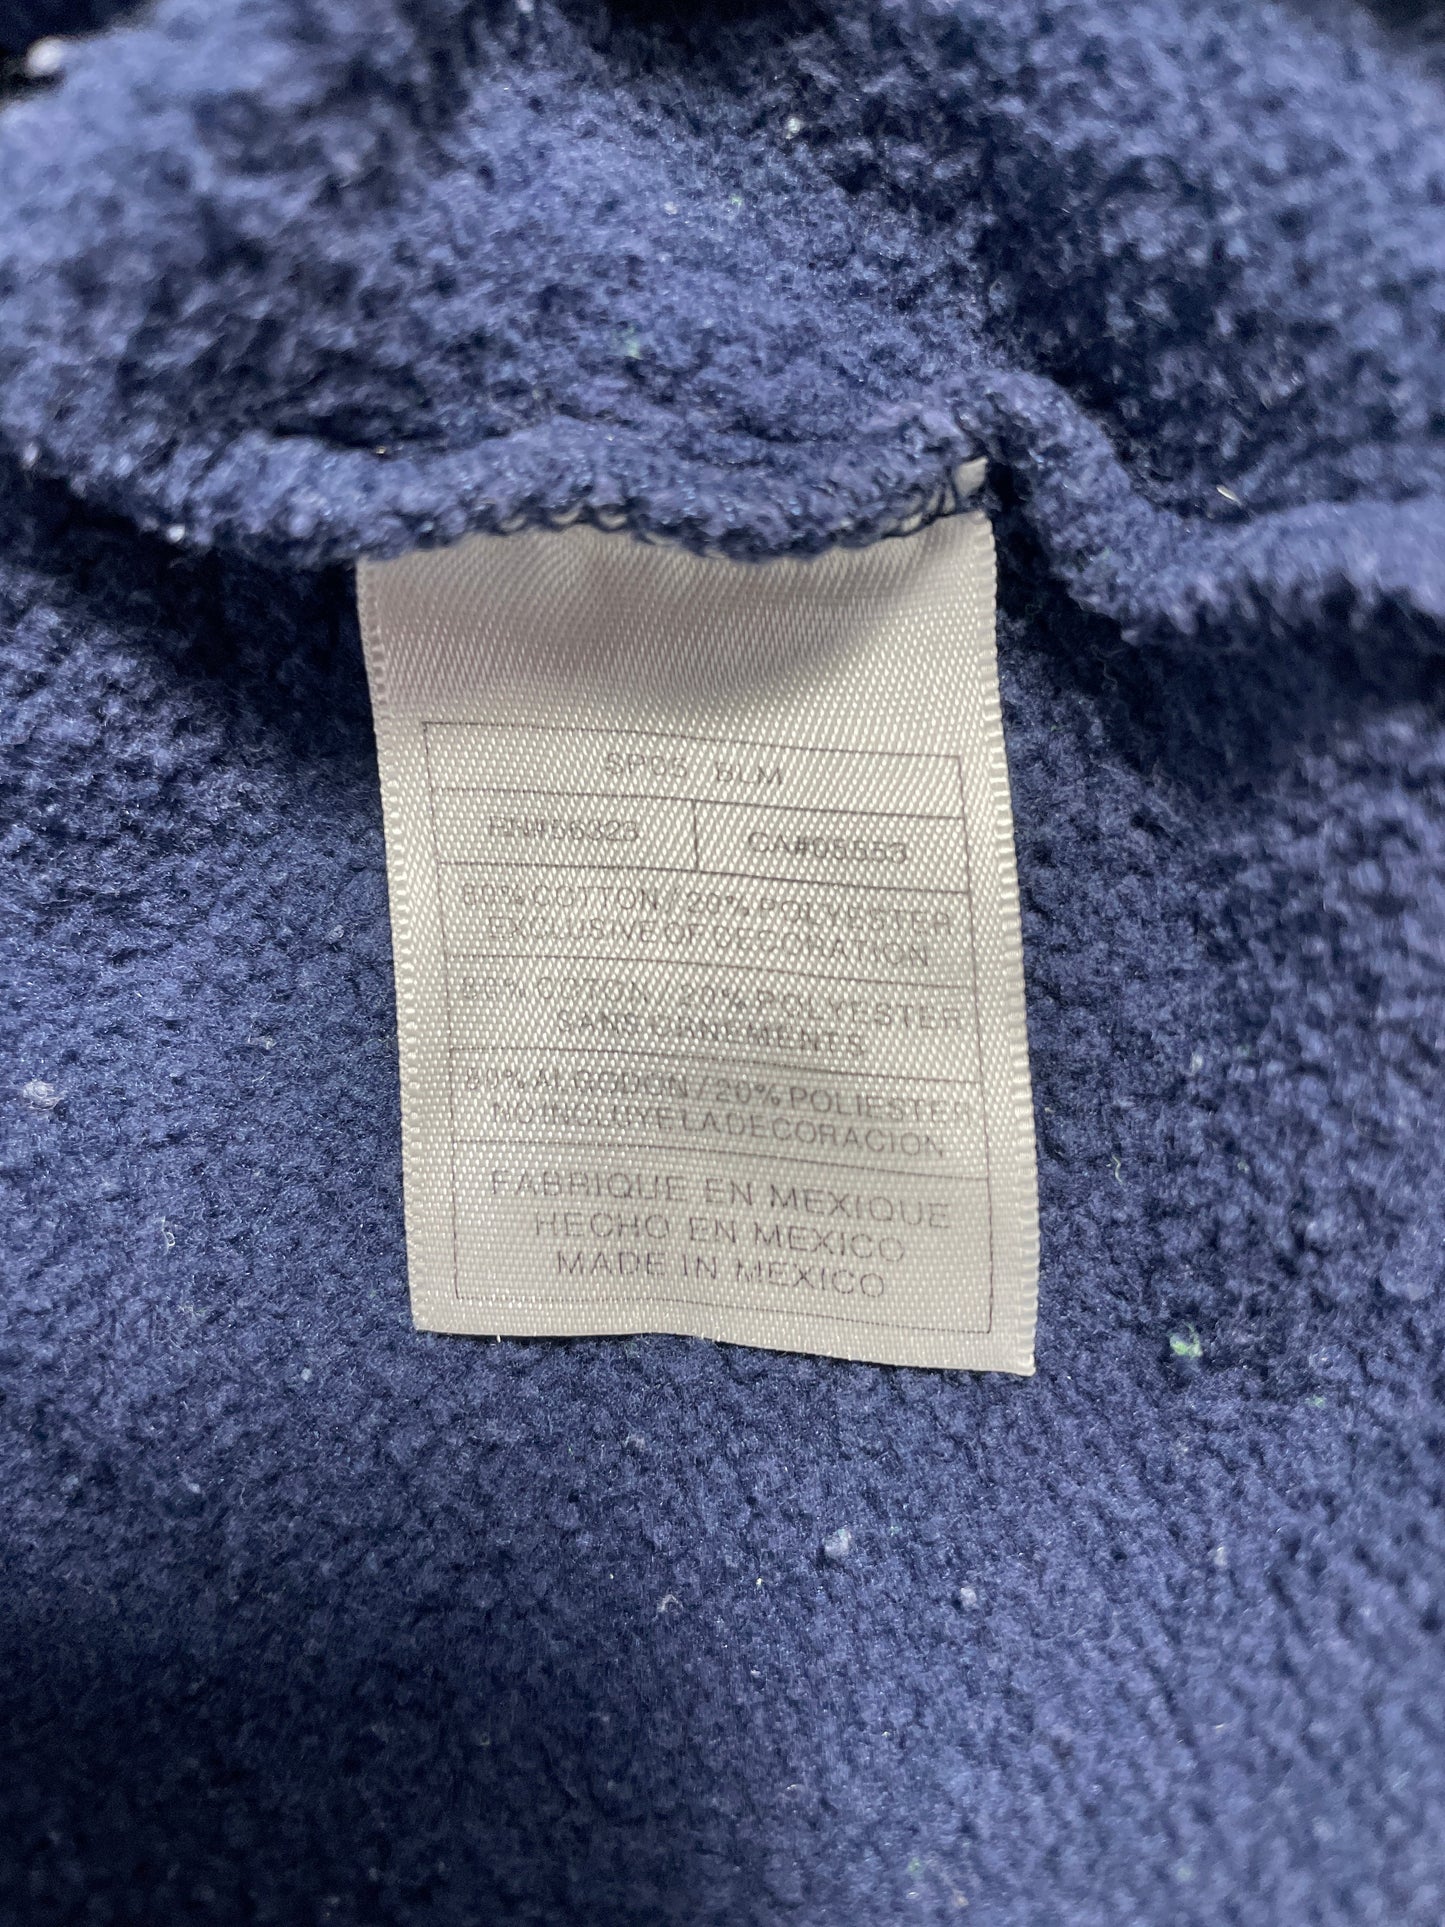 SP05 BLM
RN#56323 CA#05553
80% COTTON / 20% POLYESTER
EXCLUSIVE OF DECORATION
80% COTON / 20% POLYESTER
SANS ORNEMENTS
80% ALGODON / 20% POLIESTER
NO INCLUYE LA DECORACION
FABRIQUE EN MEXIQUE
HECHO EN MEXICO
MADE IN MEXICO